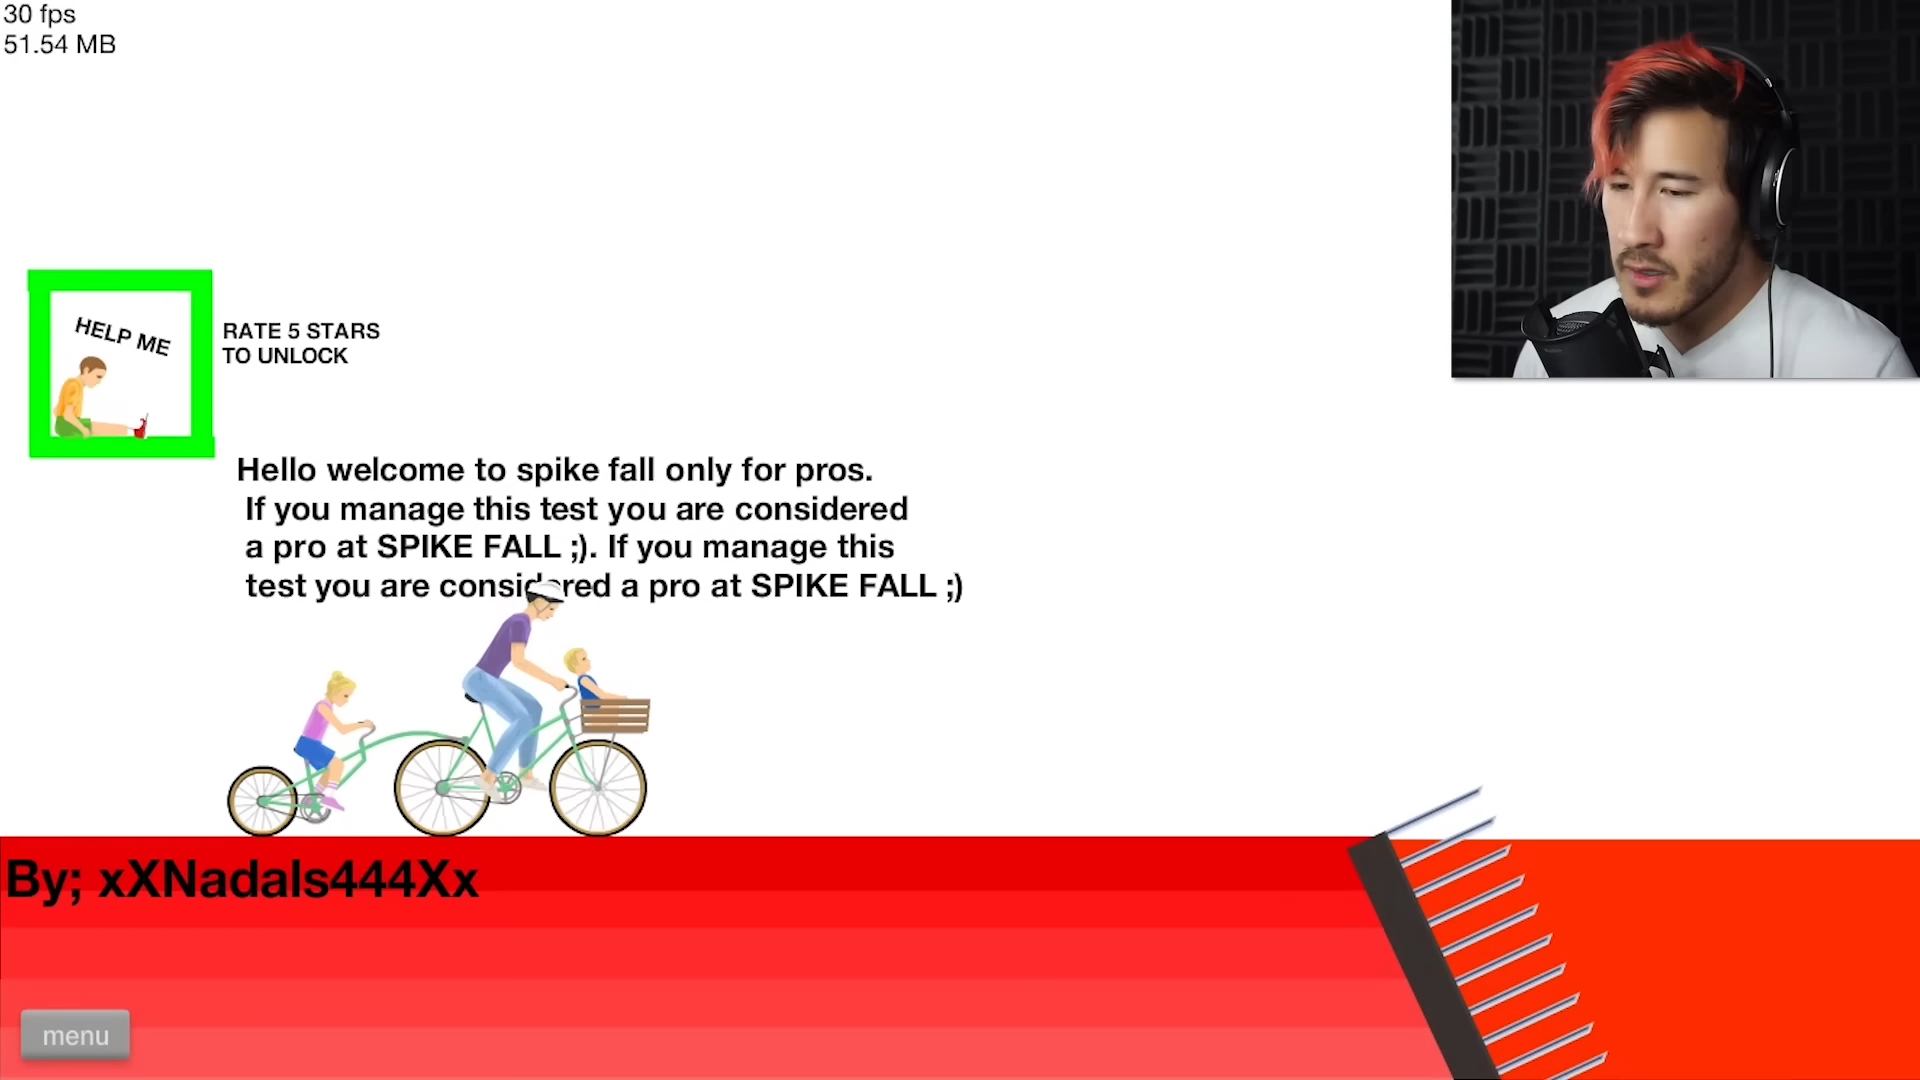 30 fps
51.54 MB
HELP ME
RATE 5 STARS
TO UNLOCK
Hello welcome to spike fall only for pros.
If you manage this test you are considered
a pro at SPIKE FALL ;). If you manage this
test you are considered a pro at SPIKE FALL ;)
By; xXNadals444Xx
menu